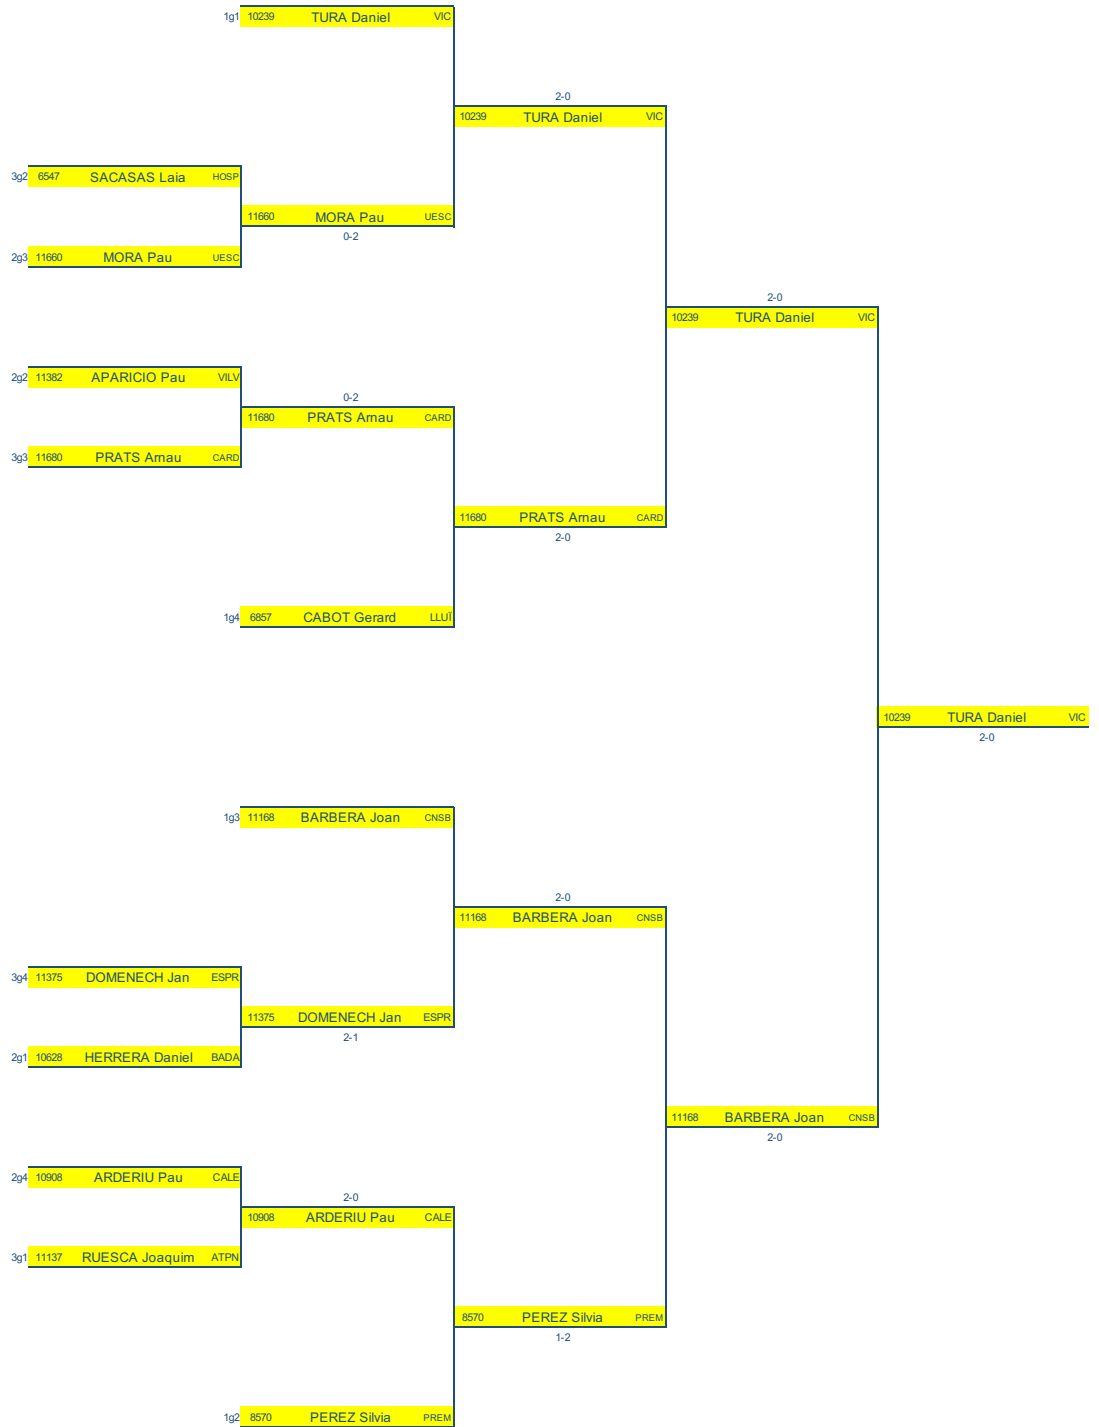 1g1 10239 TURA Daniel VIC
2-0
10239 TURA Daniel VIC
3g2 6547 SACASAS Laia HOSP
11660 MORA Pau UESC
0-2
2g3 11660 MORA Pau UESC
2-0
10239 TURA Daniel VIC
2g2 11382 APARICIO Pau VILV
0-2
11680 PRATS Arnau CARD
3g3 11680 PRATS Arnau CARD
11680 PRATS Arnau CARD
2-0
1g4 6857 CABOT Gerard LLUÏ
10239 TURA Daniel VIC
2-0
1g3 11168 BARBERA Joan CNSB
2-0
11168 BARBERA Joan CNSB
3g4 11375 DOMENECH Jan ESPR
11375 DOMENECH Jan ESPR
2-1
2g1 10628 HERRERA Daniel BADA
11168 BARBERA Joan CNSB
2-0
2g4 10908 ARDERIU Pau CALE
2-0
10908 ARDERIU Pau CALE
3g1 11137 RUESCA Joaquim ATPN
8570 PEREZ Silvia PREM
1-2
1g2 8570 PEREZ Silvia PREM